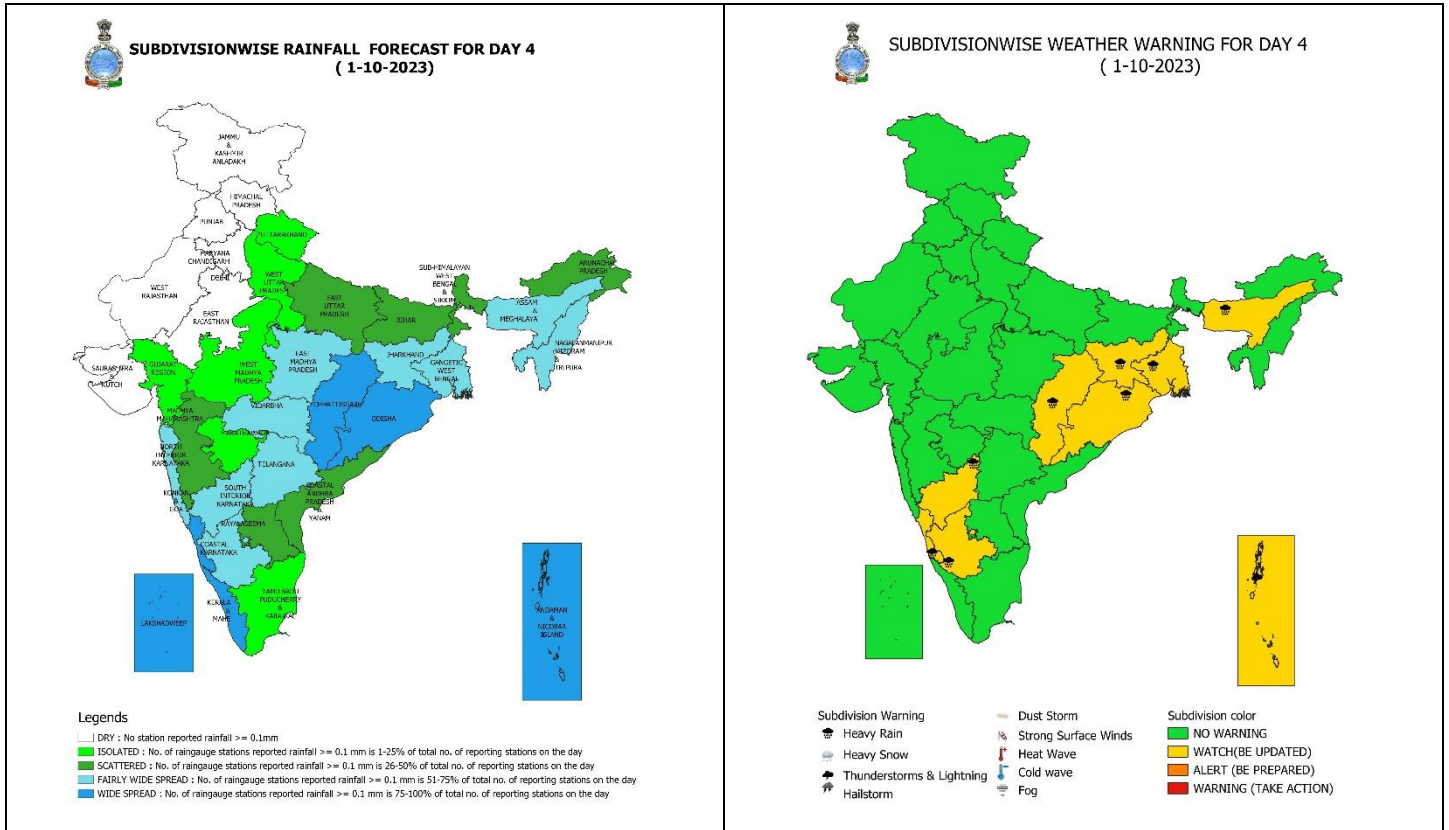 SUBDIVISIONWISE RAINFALL FORECAST FOR DAY 4
( 1-10-2023)
JAMMU
&
KASHMIR
ANLADAKH
HIMACHAL
PRADESH
PUNJAB
UTTARAKHAND
HARYANA
CHANDIGARH
&
DELHI
WEST
UTTAR
PRADESH
WEST
RAJASTHAN
EAST
RAJASTHAN
EAST
UTTAR
PRADESH
BIHAR
SUB-HIMALAYAN
WEST
BENGAL
&
SIKKIM
ARUNACHAL
PRADESH
ASSAM
&
MEGHALAYA
NAGALANMANIPUR
MIZORAM
&
TRIPURA
SAURASHTRA
&
KUTCH
GUJARAT
REGION
WEST
MADHYA
PRADESH
EAST
MADHYA
PRADESH
JHARKHAND
GANGETIC
WEST
BENGAL
MADHYA
MAHARASHTRA
VIDARBHA
CHHATTISGARH
ODISHA
MARATHAWADA
NORTH
INTERIOR
KARNATAKA
TELANGANA
KONKAN
&
GOA
SOUTH
INTERIOR
KARNATAKA
COASTAL
ANDHRA
PRADESH
&
YANAM
RAYALASEEMA
COASTAL
KARNATAKA
TAMILNADU
PUDUCHERRY
&
KARAIKAL
KERALA
&
MAHE
LAKSHADWEEP
ANDAMAN
&
NICOBAR
ISLAND
Legends
DRY : No station reported rainfall >= 0.1mm
ISOLATED : No. of raingauge stations reported rainfall >= 0.1 mm is 1-25% of total no. of reporting stations on the day
SCATTERED : No. of raingauge stations reported rainfall >= 0.1 mm is 26-50% of total no. of reporting stations on the day
FAIRLY WIDE SPREAD : No. of raingauge stations reported rainfall >= 0.1 mm is 51-75% of total no. of reporting stations on the day
WIDE SPREAD : No. of raingauge stations reported rainfall >= 0.1 mm is 75-100% of total no. of reporting stations on the day
SUBDIVISIONWISE WEATHER WARNING FOR DAY 4
( 1-10-2023)
Subdivision Warning
Heavy Rain
Heavy Snow
Thunderstorms & Lightning
Hailstorm
Dust Storm
Strong Surface Winds
Heat Wave
Cold wave
Fog
Subdivision color
NO WARNING
WATCH(BE UPDATED)
ALERT (BE PREPARED)
WARNING (TAKE ACTION)